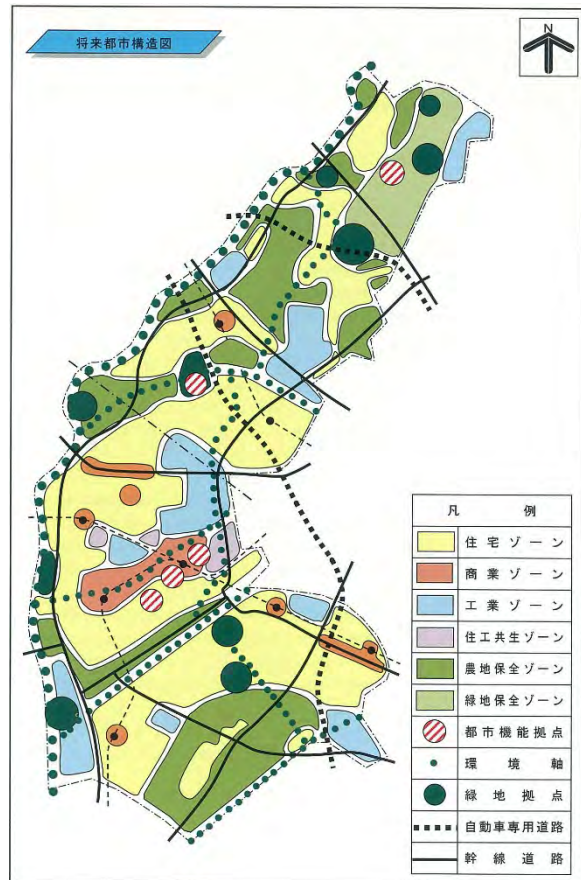 将来都市構造図
N
凡例
住宅ゾーン
商業ゾーン
工業ゾーン
住工共生ゾーン
農地保全ゾーン
緑地保全ゾーン
都市機能拠点
環境軸
緑地拠点
自動車専用道路
幹線道路